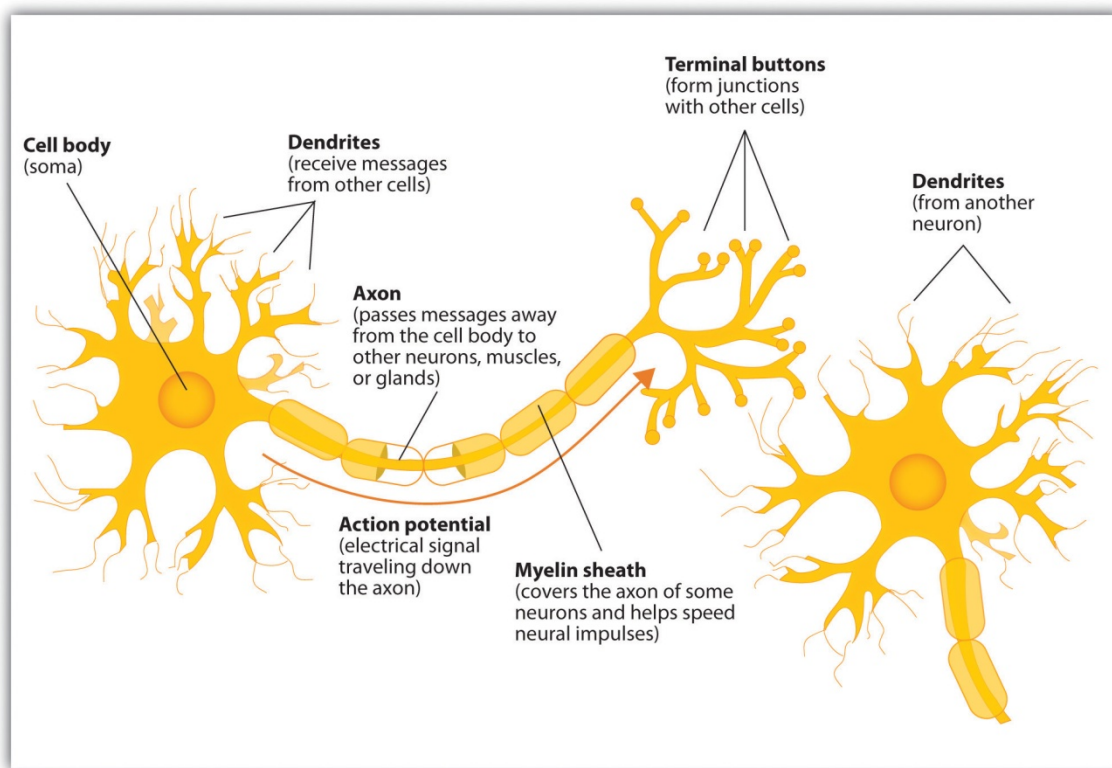 Terminal buttons
(form junctions
with other cells)
Cell body
(soma)
Dendrites
(receive messages
from other cells)
Dendrites
(from another
neuron)
Axon
(passes messages away
from the cell body to
other neurons, muscles,
or glands)
Action potential
(electrical signal
traveling down
the axon)
Myelin sheath
(covers the axon of some
neurons and helps speed
neural impulses)